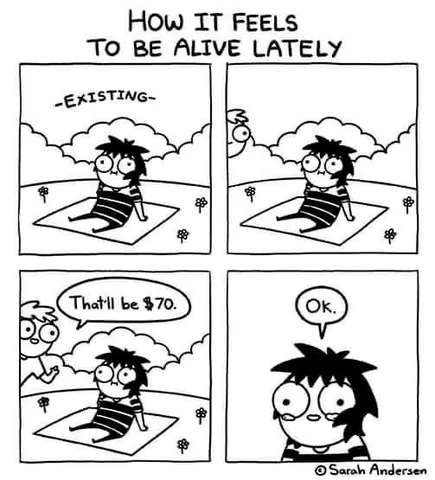 HOW IT FEELS
TO BE ALIVE LATELY
-EXISTING-
That'll be $70.
OK.
© Sarah Andersen